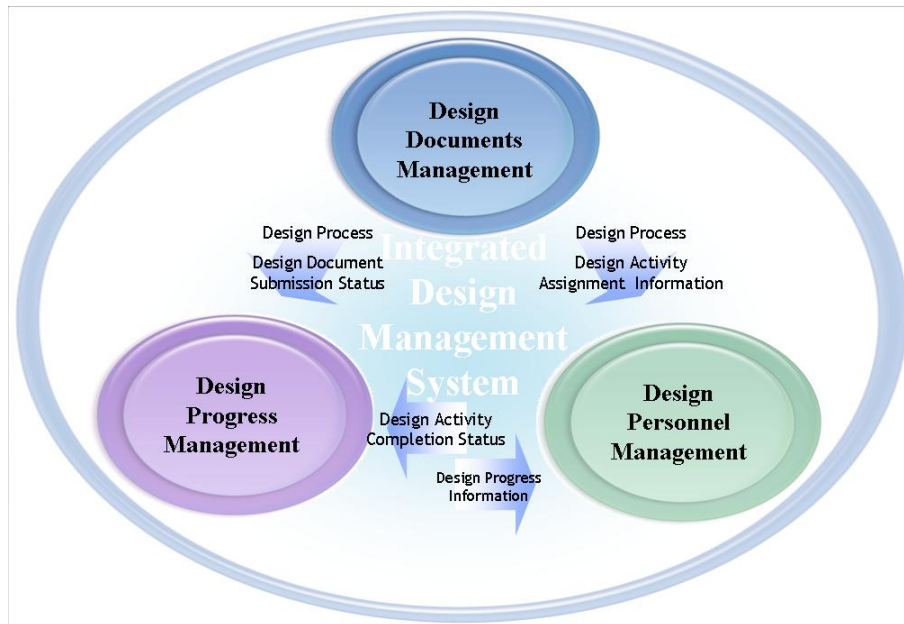 Design
Documents
Management
Design Process
Design Document
Submission Status
Design Process
Design Activity
Assignment Information
Integrated
Design
Management
System
Design
Progress
Management
Design Activity
Completion Status
Design Progress
Information
Design
Personnel
Management